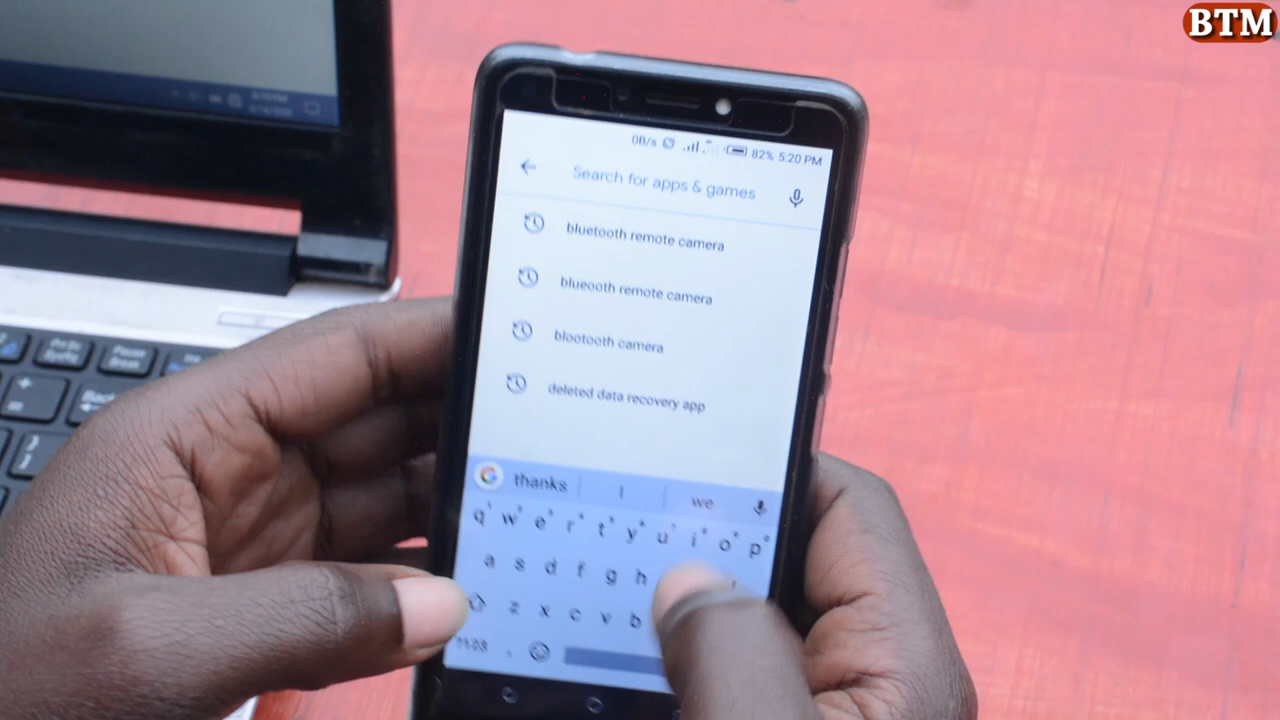 BTM
0B/s 82% 5:20 PM
Search for apps & games
bluetooth remote camera
blueooth remote camera
blootooth camera
deleted data recovery app
thanks I we
q w e r t y u i o p
a s d f g h
z x c v b
?123 ,